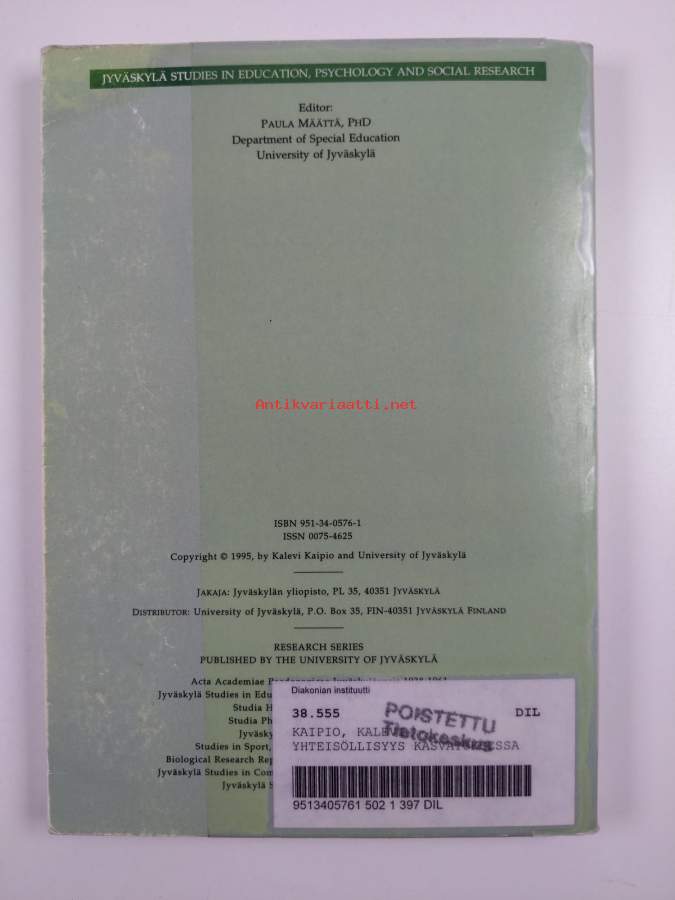 JYVÄSKYLÄ STUDIES IN EDUCATION, PSYCHOLOGY AND SOCIAL RESEARCH
Editor:
PAULA MÄÄTTÄ, PHD
Department of Special Education
University of Jyväskylä
Antikvariaatti.net
ISBN 951-34-0576-1
ISSN 0075-4625
Copyright © 1995, by Kalevi Kaipio and University of Jyväskylä
JAKAJA: Jyväskylän yliopisto, PL 35, 40351 JYVÄSKYLÄ
DISTRIBUTOR: University of Jyväskylä, P.O. Box 35, FIN-40351 JYVÄSKYLÄ FINLAND
RESEARCH SERIES
PUBLISHED BY THE UNIVERSITY OF JYVÄSKYLÄ
Acta Academiae
Jyväskylä Studies in Edu
Studia H
Studia Ph
Jyväsky
Studies in Sport,
Biological Research Rep
Jyväskylä Studies in Com
Jyväskylä S
Diakonian instituutti
38.555 DIL
POISTETTU
Tietokeskus
KAIPIO, KALE
YHTEISÖLLISYYS
9513405761 502 1 397 DIL